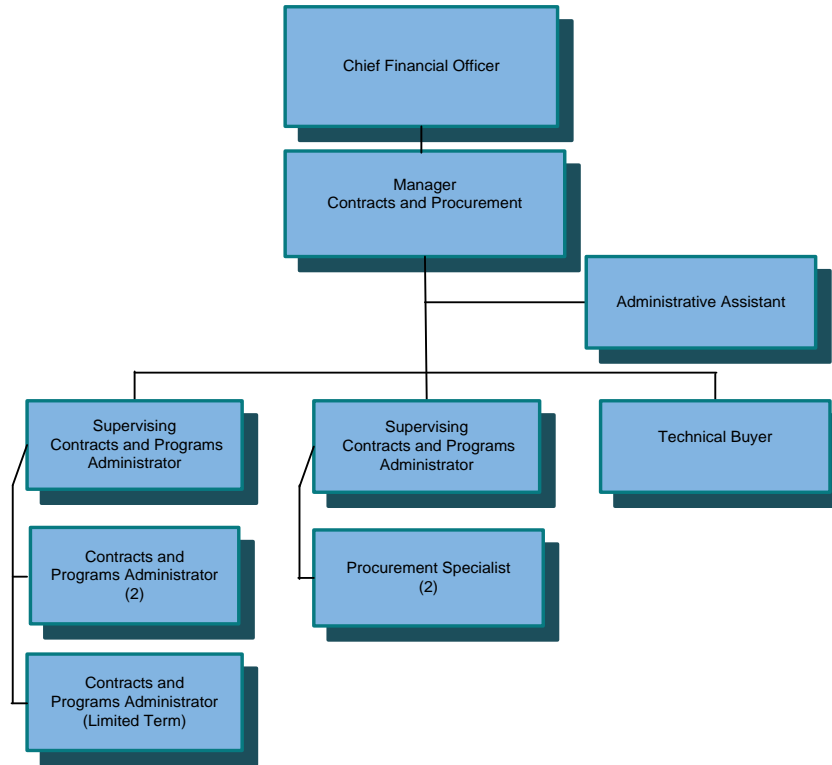 Chief Financial Officer
Manager
Contracts and Procurement
Administrative Assistant
Supervising
Contracts and Programs
Administrator
Supervising
Contracts and Programs
Administrator
Technical Buyer
Contracts and
Programs Administrator
(2)
Procurement Specialist
(2)
Contracts and
Programs Administrator
(Limited Term)